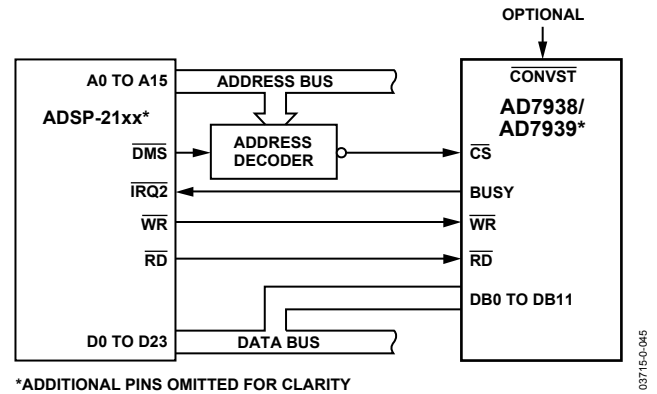 OPTIONAL
CONVST
A0 TO A15
ADDRESS BUS
ADSP-21xx*
AD7938/
AD7939*
DMS
ADDRESS
DECODER
CS
IRQ2
BUSY
WR
WR
RD
RD
DB0 TO DB11
D0 TO D23
DATA BUS
*ADDITIONAL PINS OMITTED FOR CLARITY
03715-0-045